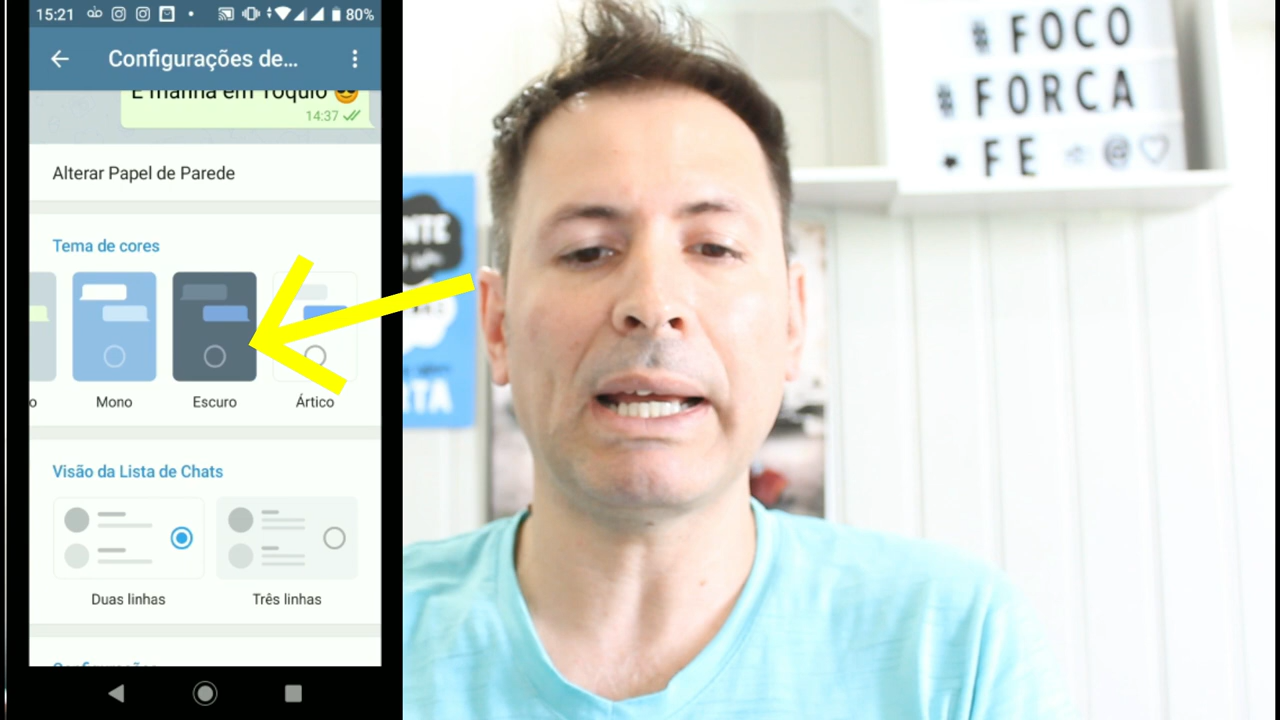 15:21
80%
Configurações de...
E manhã em Tóquio
14:37
Alterar Papel de Parede
Tema de cores
o
Mono
Escuro
Ártico
Visão da Lista de Chats
Duas linhas
Três linhas
# FOCO
# FORCA
FE @